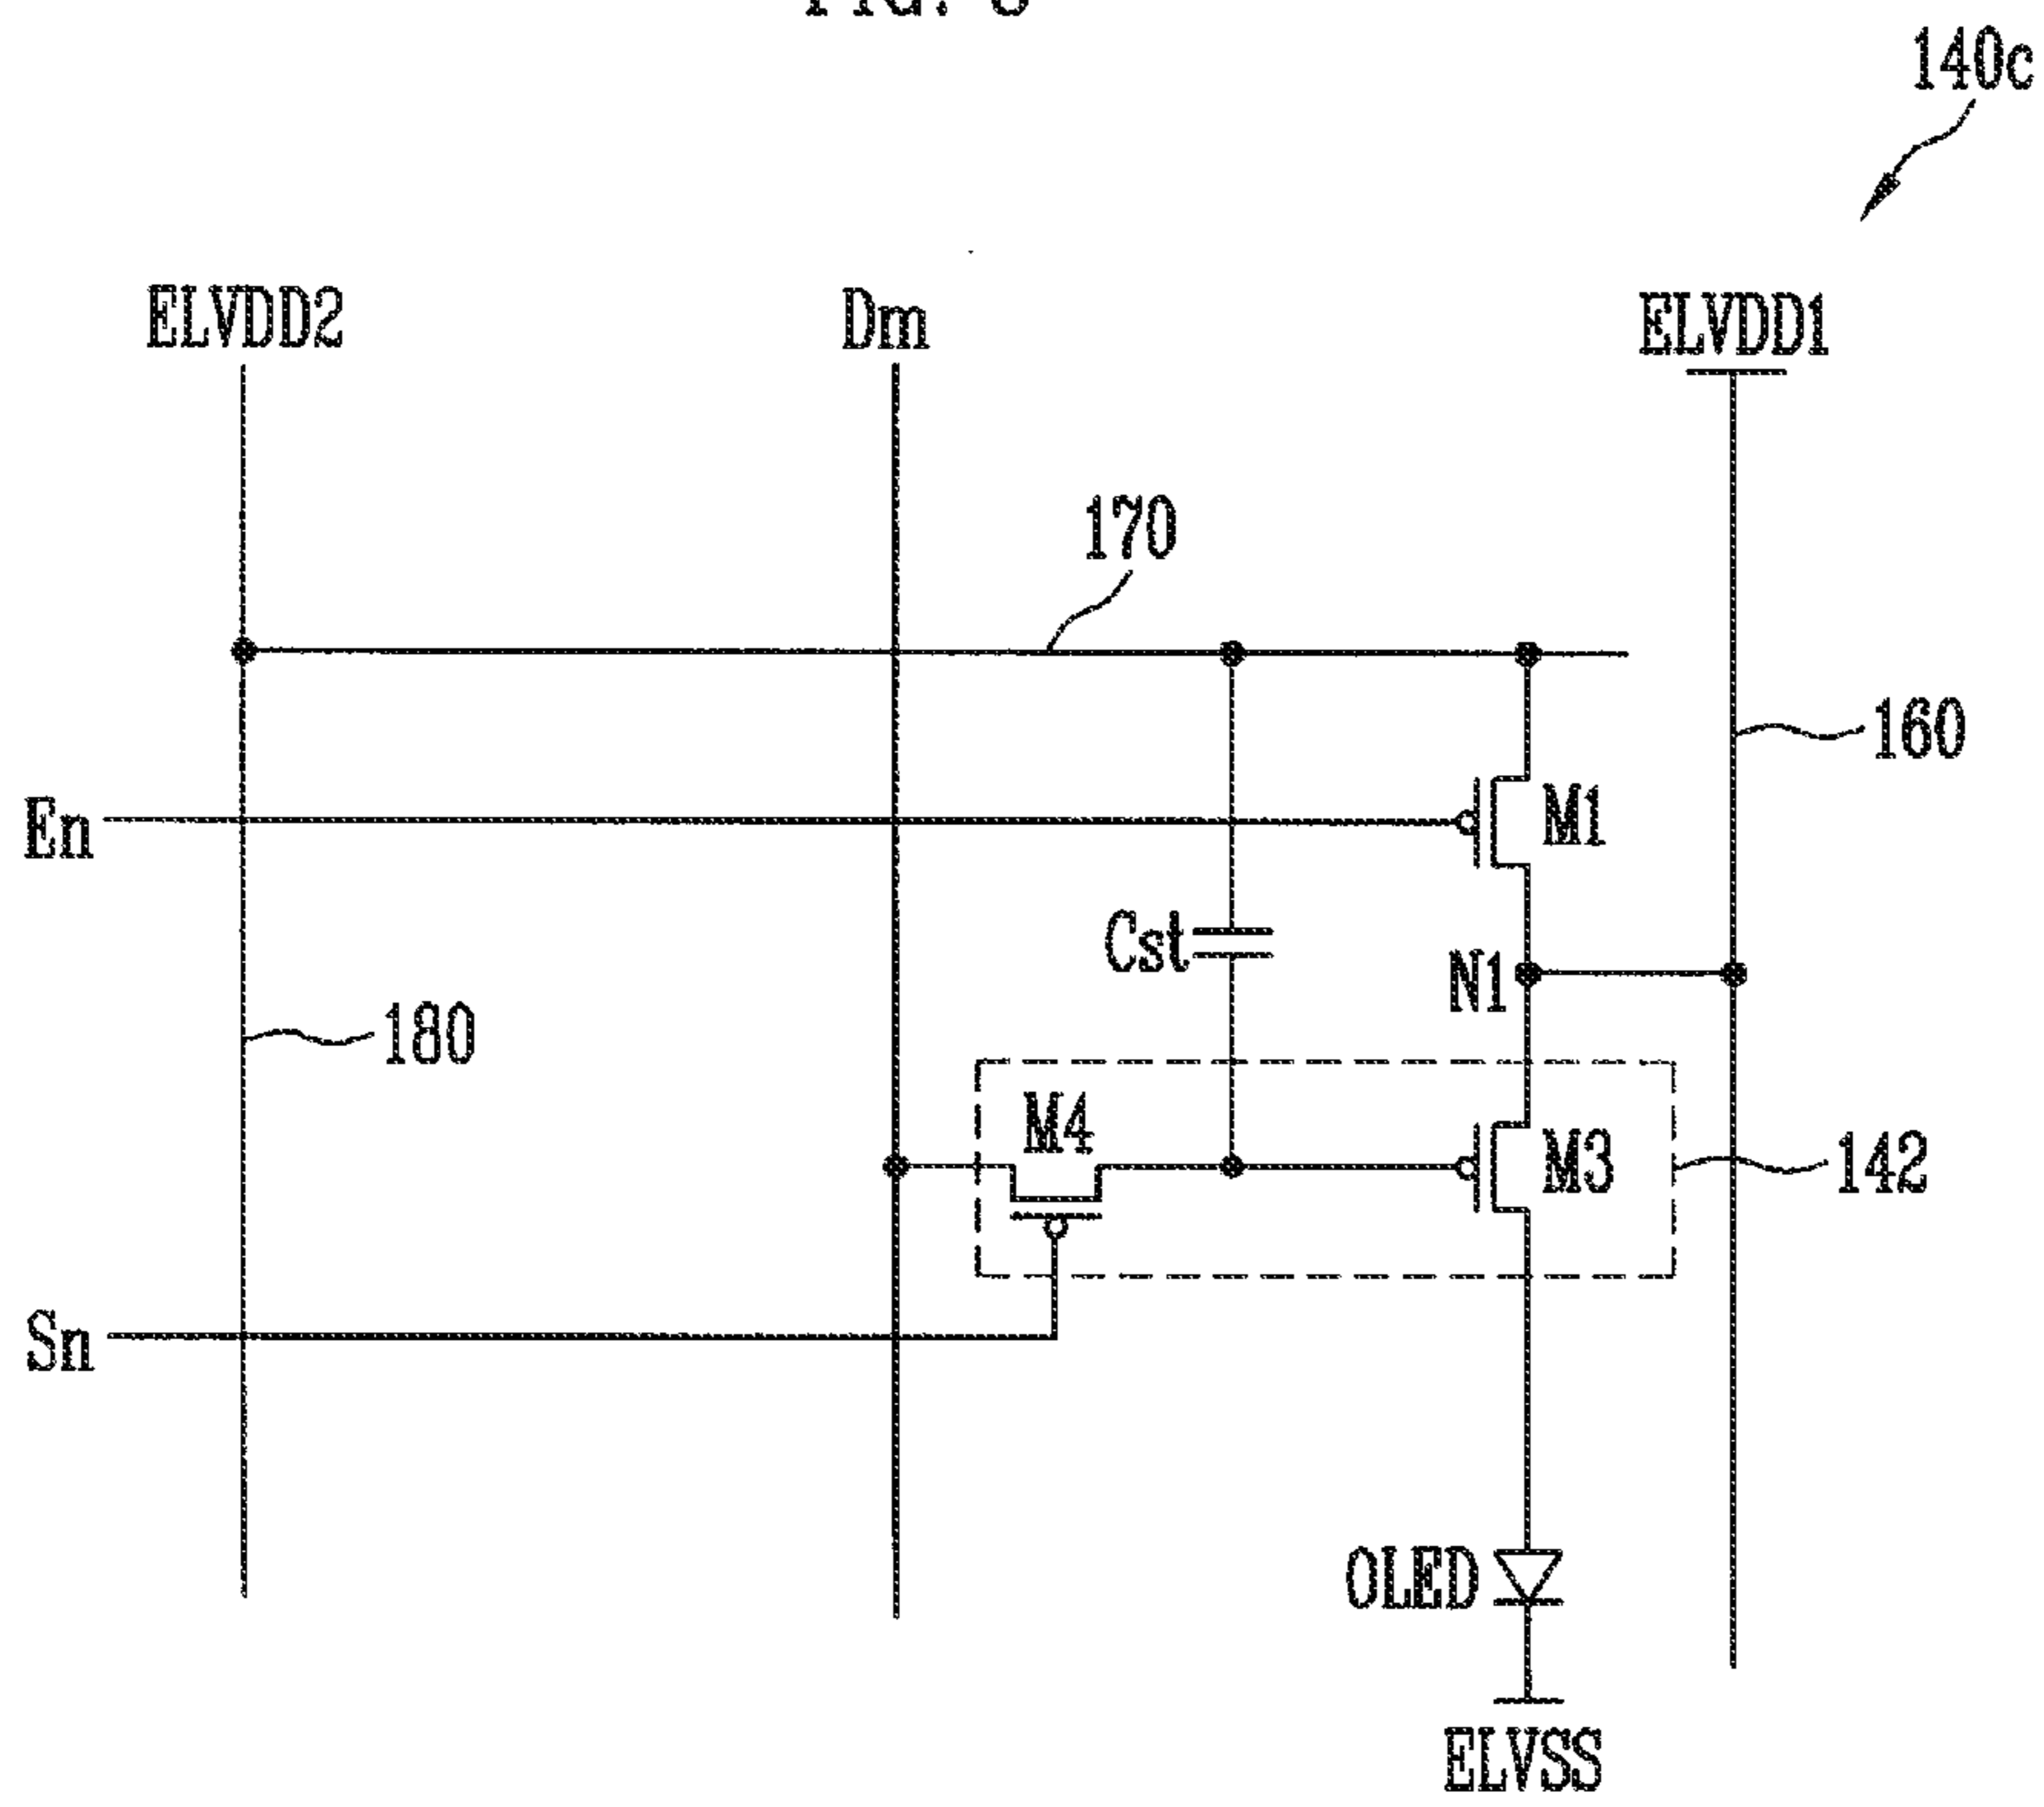 140c
ELVDD2
Dm
ELVDD1
170
160
En
M1
Cst
N1
180
M4
M3
142
Sn
OLED
ELVSS